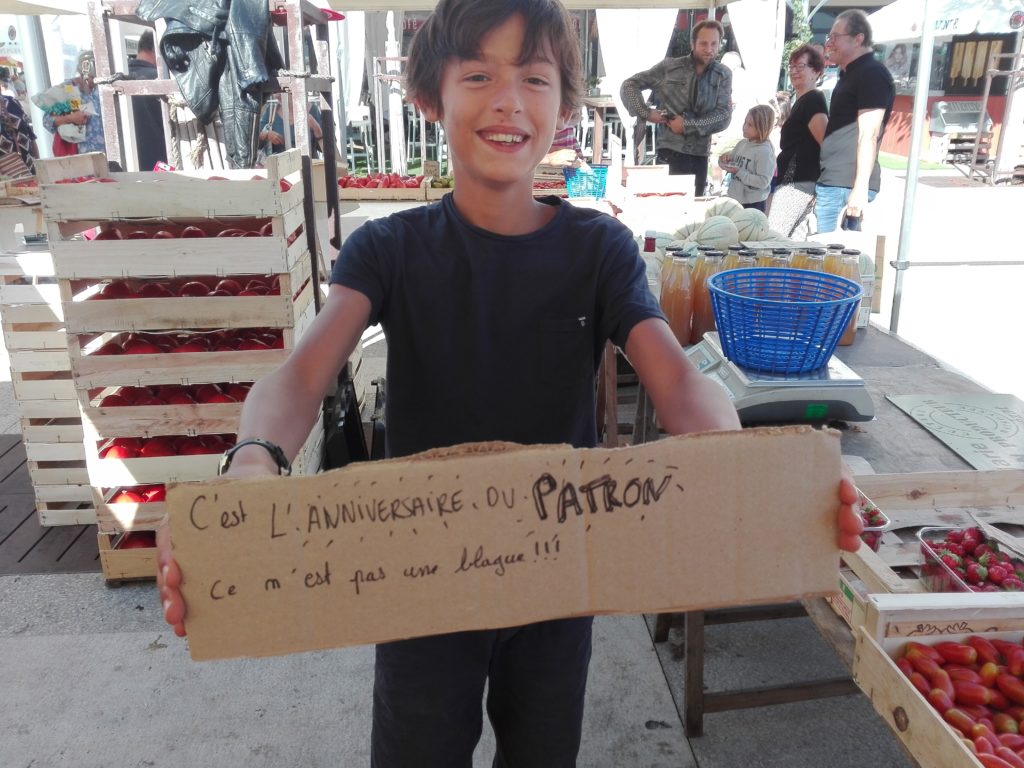 C'est L'ANNIVERSAIRE DU PATRON.
Ce n'est pas une blague!!!